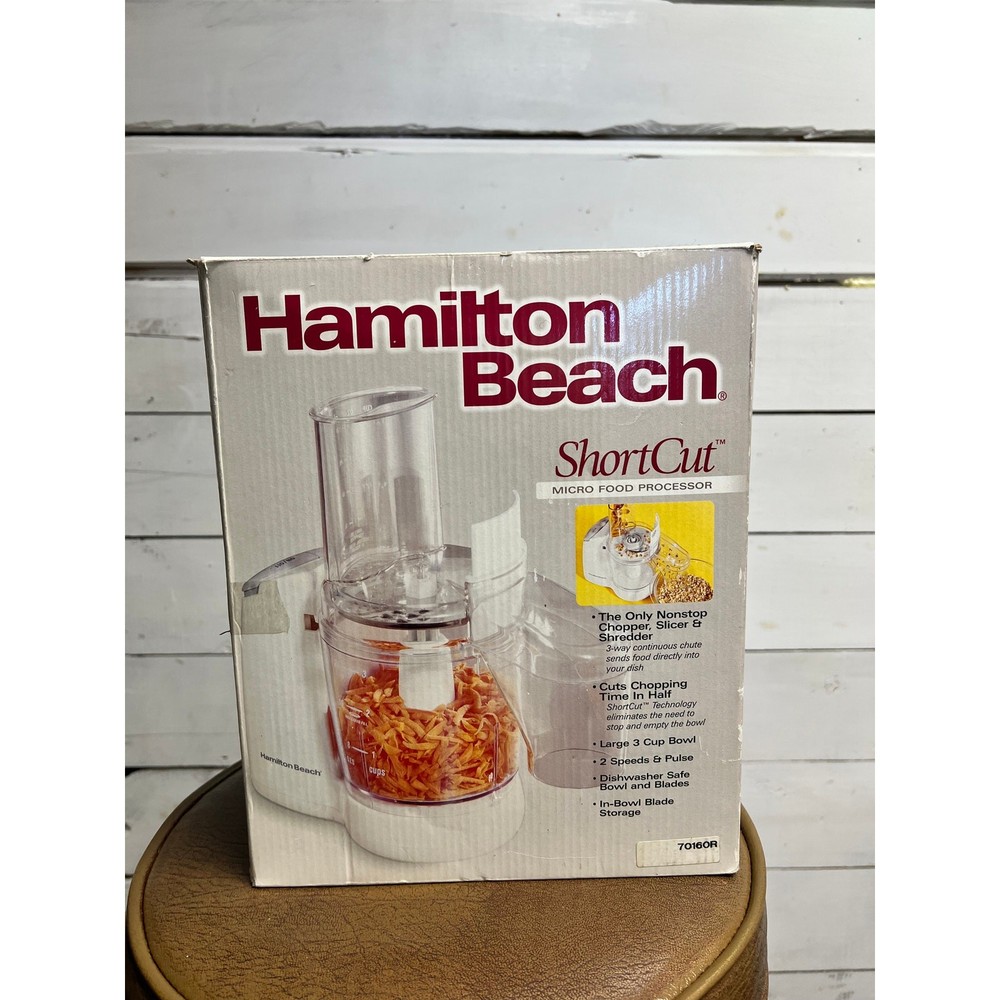 Hamilton
Beach®
ShortCut™
MICRO FOOD PROCESSOR
• The Only Nonstop
Chopper, Slicer &
Shredder
3-way continuous chute
sends food directly into
your dish
• Cuts Chopping
Time In Half
ShortCut™ Technology
eliminates the need to
stop and empty the bowl
• Large 3 Cup Bowl
• 2 Speeds & Pulse
• Dishwasher Safe
Bowl and Blades
• In-Bowl Blade
Storage
70160R
2
1
cups
Hamilton Beach